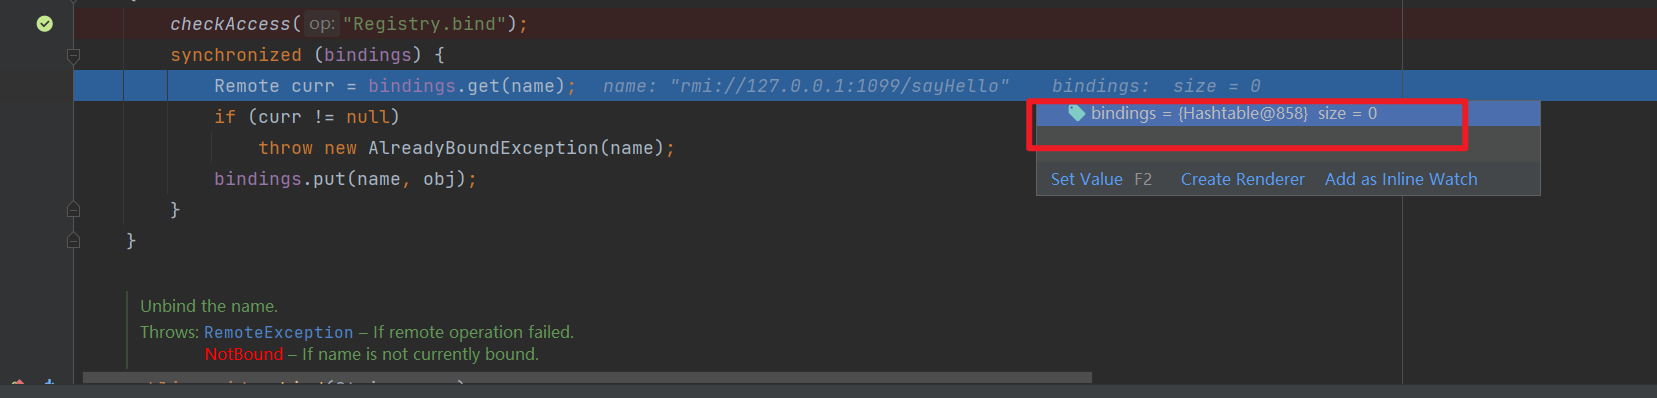 checkAccess( op: "Registry.bind");
synchronized (bindings) {
Remote curr = bindings.get(name); name: "rmi://127.0.0.1:1099/sayHello" bindings: size = 0
bindings = {Hashtable@858} size = 0
if (curr != null)
throw new AlreadyBoundException(name);
bindings.put(name, obj);
Set Value F2 Create Renderer Add as Inline Watch
}
}
Unbind the name.
Throws: RemoteException – If remote operation failed.
NotBound – If name is not currently bound.